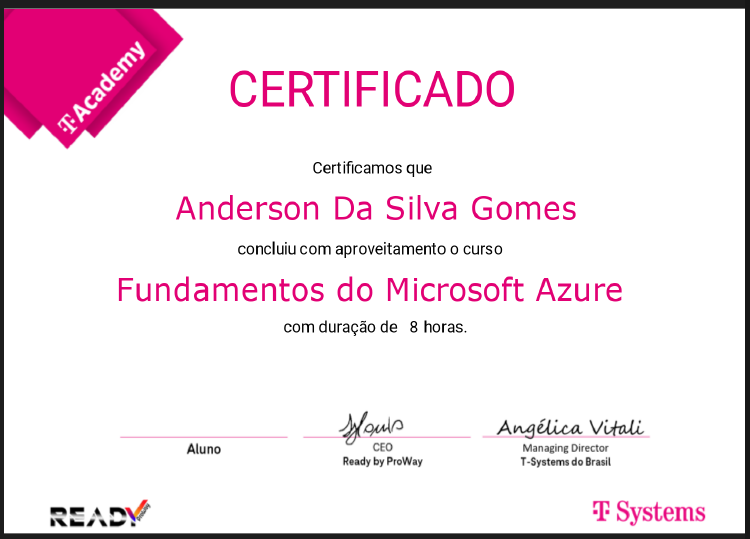 T Academy
CERTIFICADO
Certificamos que
Anderson Da Silva Gomes
concluiu com aproveitamento o curso
Fundamentos do Microsoft Azure
com duração de 8 horas.
Angélica Vitali
Aluno
CEO
Ready by ProWay
Managing Director
T-Systems do Brasil
READY
T Systems